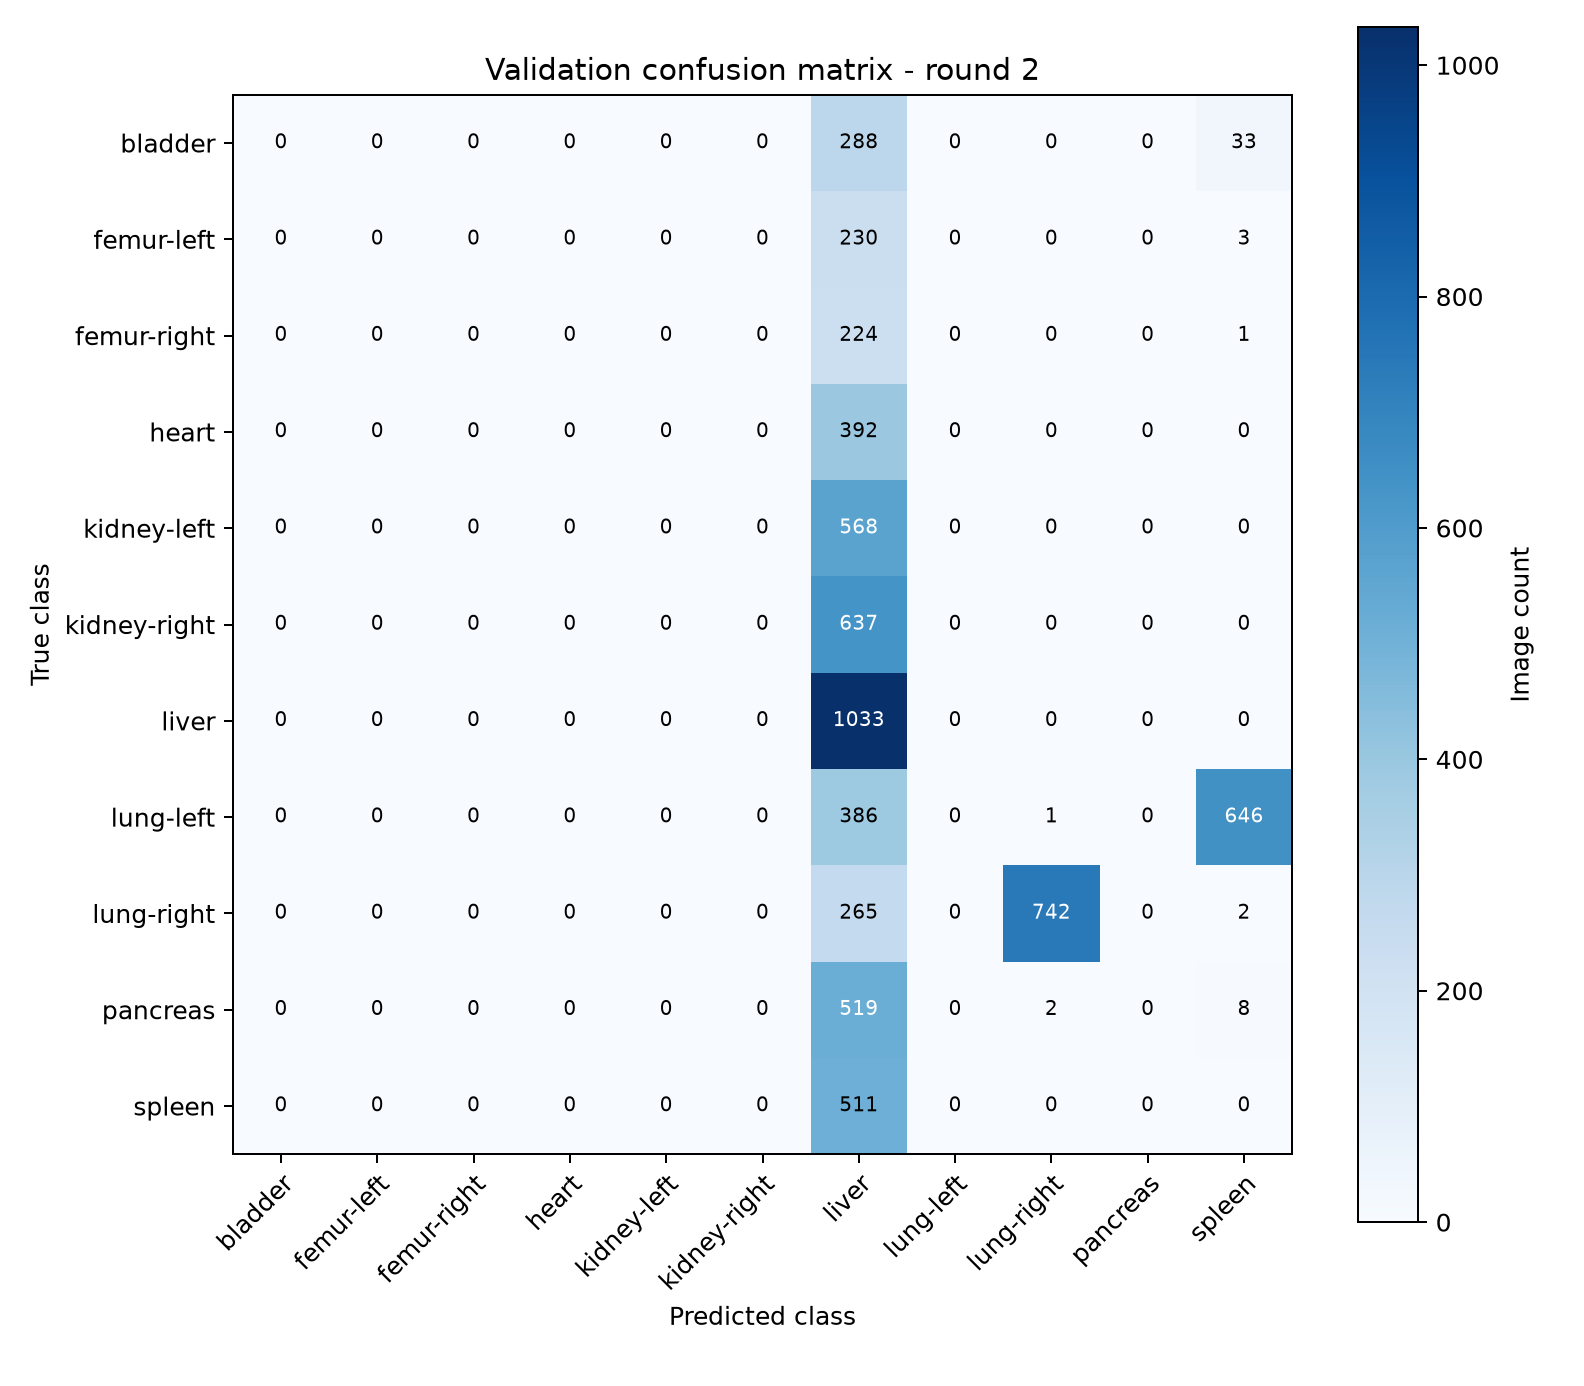 Validation confusion matrix - round 2
bladder 0 0 0 0 0 0 288 0 0 0 33
femur-left 0 0 0 0 0 0 230 0 0 0 3
femur-right 0 0 0 0 0 0 224 0 0 0 1
heart 0 0 0 0 0 0 392 0 0 0 0
kidney-left 0 0 0 0 0 0 568 0 0 0 0
kidney-right 0 0 0 0 0 0 637 0 0 0 0
liver 0 0 0 0 0 0 1033 0 0 0 0
lung-left 0 0 0 0 0 0 386 0 1 0 646
lung-right 0 0 0 0 0 0 265 0 742 0 2
pancreas 0 0 0 0 0 0 519 0 2 0 8
spleen 0 0 0 0 0 0 511 0 0 0 0
bladder femur-left femur-right heart kidney-left kidney-right liver lung-left lung-right pancreas spleen
Predicted class
True class
1000
800
600
400
200
0
Image count